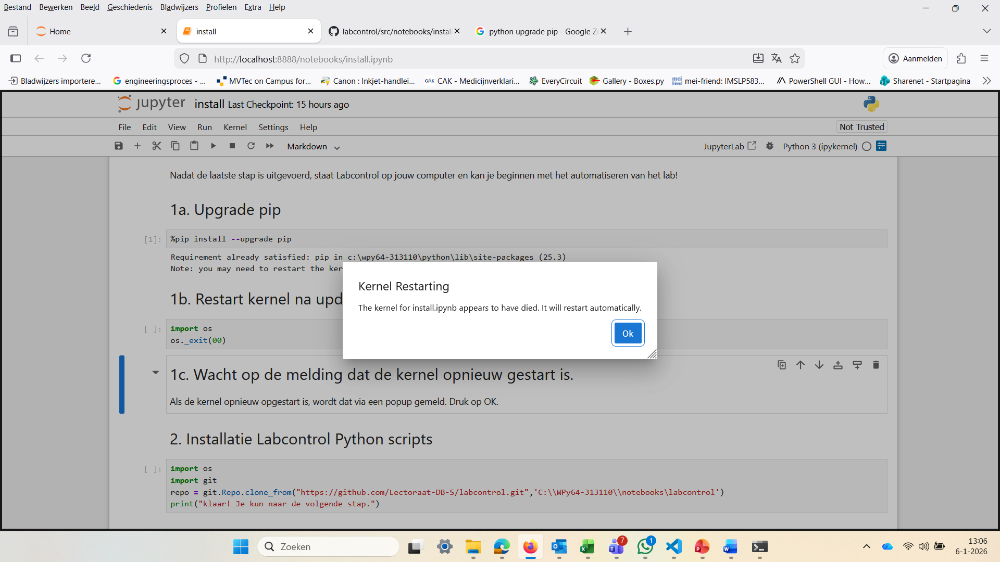 Bestand Bewerken Beeld Geschiedenis Bladwijzers Profielen Extra Help
Home
install
labcontrol/src/notebooks/instal
python upgrade pip - Google Z
http://localhost:8888/notebooks/install.ipynb
Aanmelden
Bladwijzers importere...
engineeringsproces - ...
MVTec on Campus for...
Canon : Inkjet-handlei...
CAK - Medicijnverklari...
EveryCircuit
Gallery - Boxes.py
mei-friend: IMSLP583...
PowerShell GUI - How...
Sharenet - Startpagina
jupyter install Last Checkpoint: 15 hours ago
File Edit View Run Kernel Settings Help
Not Trusted
Markdown
JupyterLab
Python 3 (ipykernel)
Nadat de laatste stap is uitgevoerd, staat Labcontrol op jouw computer en kan je beginnen met het automatiseren van het lab!
1a. Upgrade pip
[1]: %pip install --upgrade pip
Requirement already satisfied: pip in c:\wpy64-313110\python\lib\site-packages (25.3)
Note: you may need to restart the ker
1b. Restart kernel na upd
Kernel Restarting
The kernel for install.ipynb appears to have died. It will restart automatically.
Ok
[ ]: import os
os._exit(00)
1c. Wacht op de melding dat de kernel opnieuw gestart is.
Als de kernel opnieuw opgestart is, wordt dat via een popup gemeld. Druk op OK.
2. Installatie Labcontrol Python scripts
[ ]: import os
import git
repo = git.Repo.clone_from("https://github.com/Lectoraat-DB-S/labcontrol.git",'C:\\WPy64-313110\\notebooks\labcontrol')
print("klaar! Je kun naar de volgende stap.")
Zoeken
7
1
13:06
6-1-2026